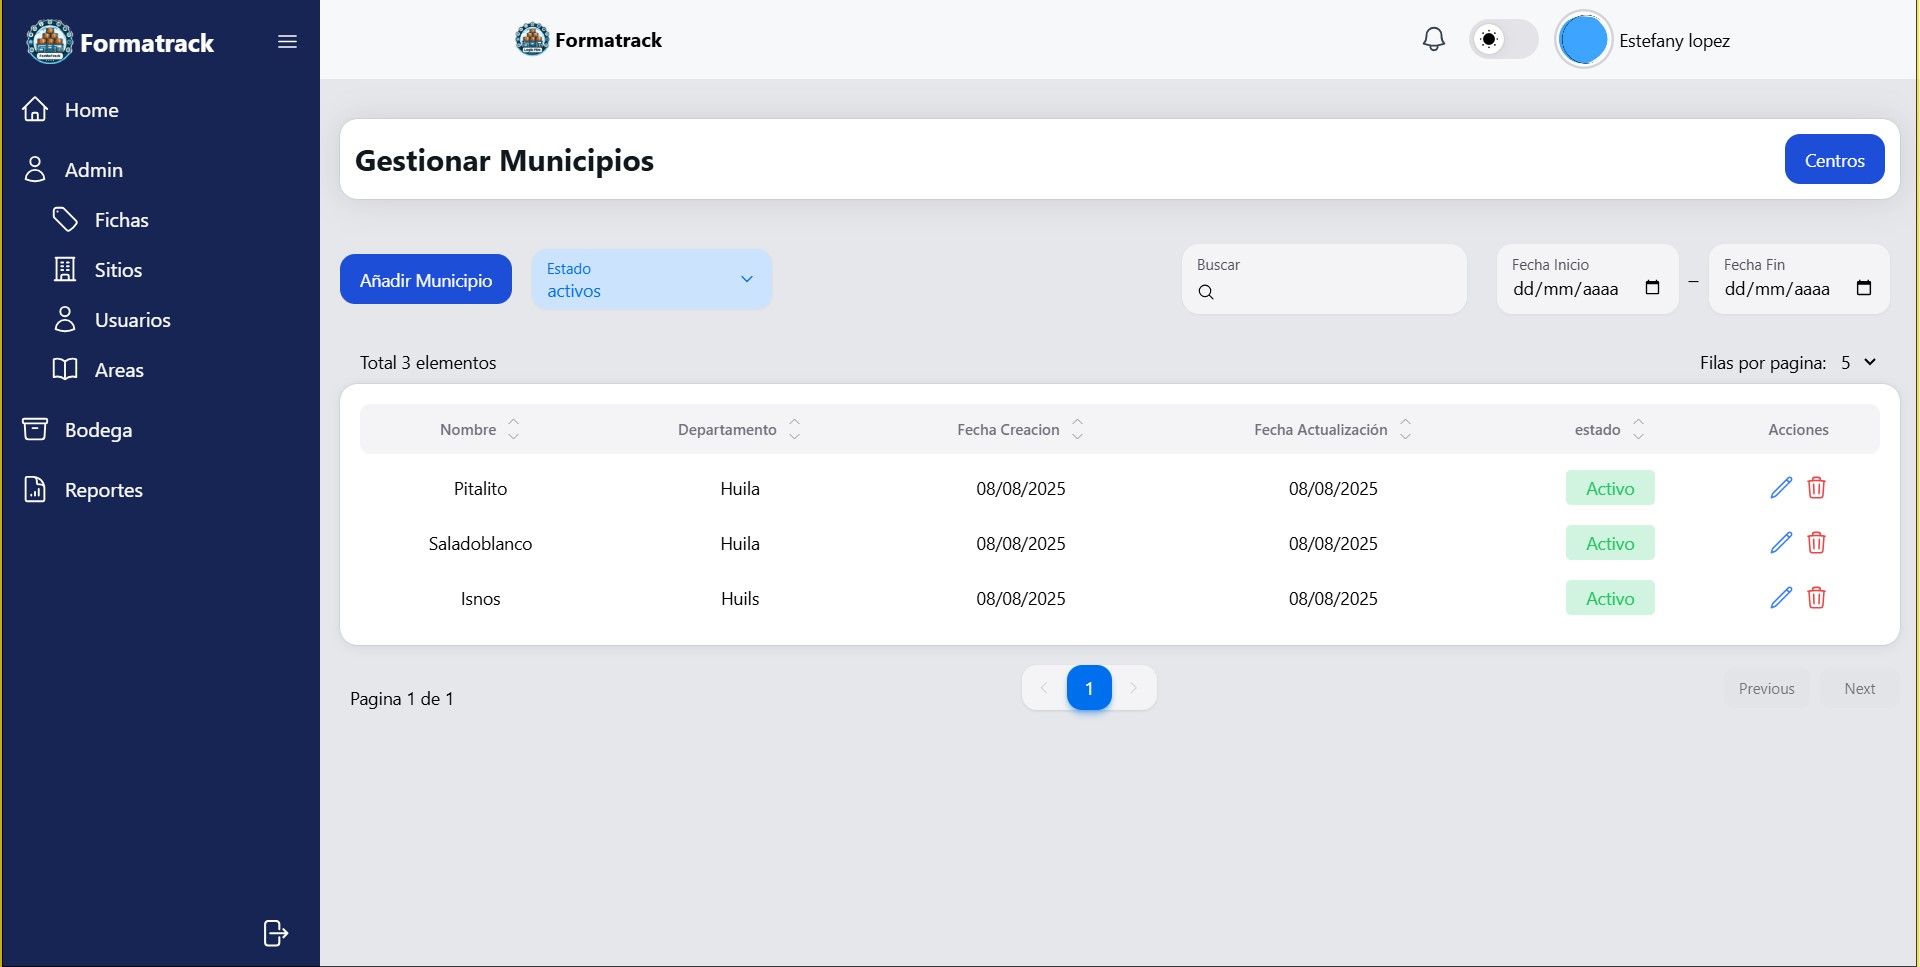 Formatrack
Home
Admin
Fichas
Sitios
Usuarios
Areas
Bodega
Reportes
Formatrack
Estefany lopez
Gestionar Municipios
Centros
Añadir Municipio
Estado
activos
Buscar
Fecha Inicio
dd/mm/aaaa
–
Fecha Fin
dd/mm/aaaa
Total 3 elementos
Filas por pagina: 5
Nombre Departamento Fecha Creacion Fecha Actualización estado Acciones
Pitalito Huila 08/08/2025 08/08/2025 Activo
Saladoblanco Huila 08/08/2025 08/08/2025 Activo
Isnos Huils 08/08/2025 08/08/2025 Activo
Pagina 1 de 1
1
Previous Next